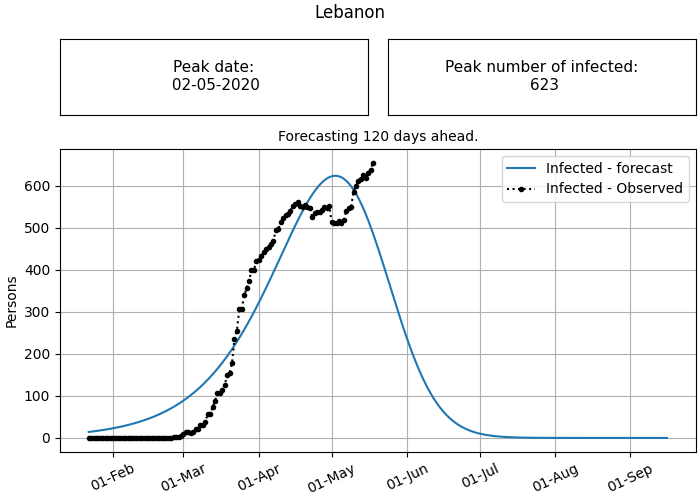 Lebanon
Peak date:
02-05-2020
Peak number of infected:
623
Forecasting 120 days ahead.
Infected - forecast
Infected - Observed
Persons
600
500
400
300
200
100
0
01-Feb
01-Mar
01-Apr
01-May
01-Jun
01-Jul
01-Aug
01-Sep